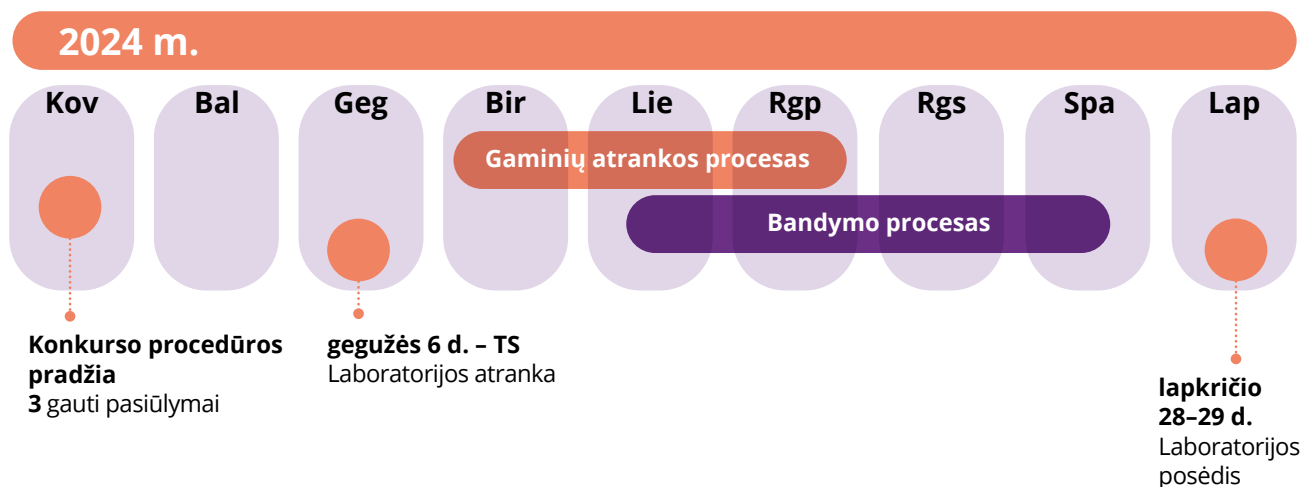 2024 m.
Kov Bal Geg Bir Lie Rgp Rgs Spa Lap
Gaminių atrankos procesas
Bandymo procesas
Konkurso procedūros
pradžia
3 gauti pasiūlymai
gegužės 6 d. – TS
Laboratorijos atranka
lapkričio
28–29 d.
Laboratorijos
posėdis